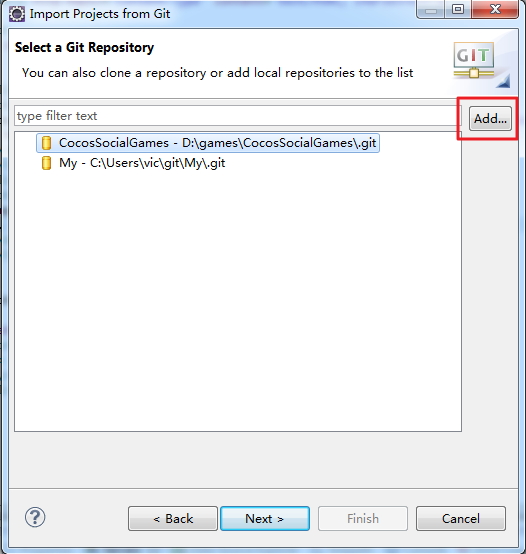 Import Projects from Git
Select a Git Repository
You can also clone a repository or add local repositories to the list
GIT
type filter text
Add...
CocosSocialGames - D:\games\CocosSocialGames\.git
My - C:\Users\vic\git\My\.git
?
< Back
Next >
Finish
Cancel